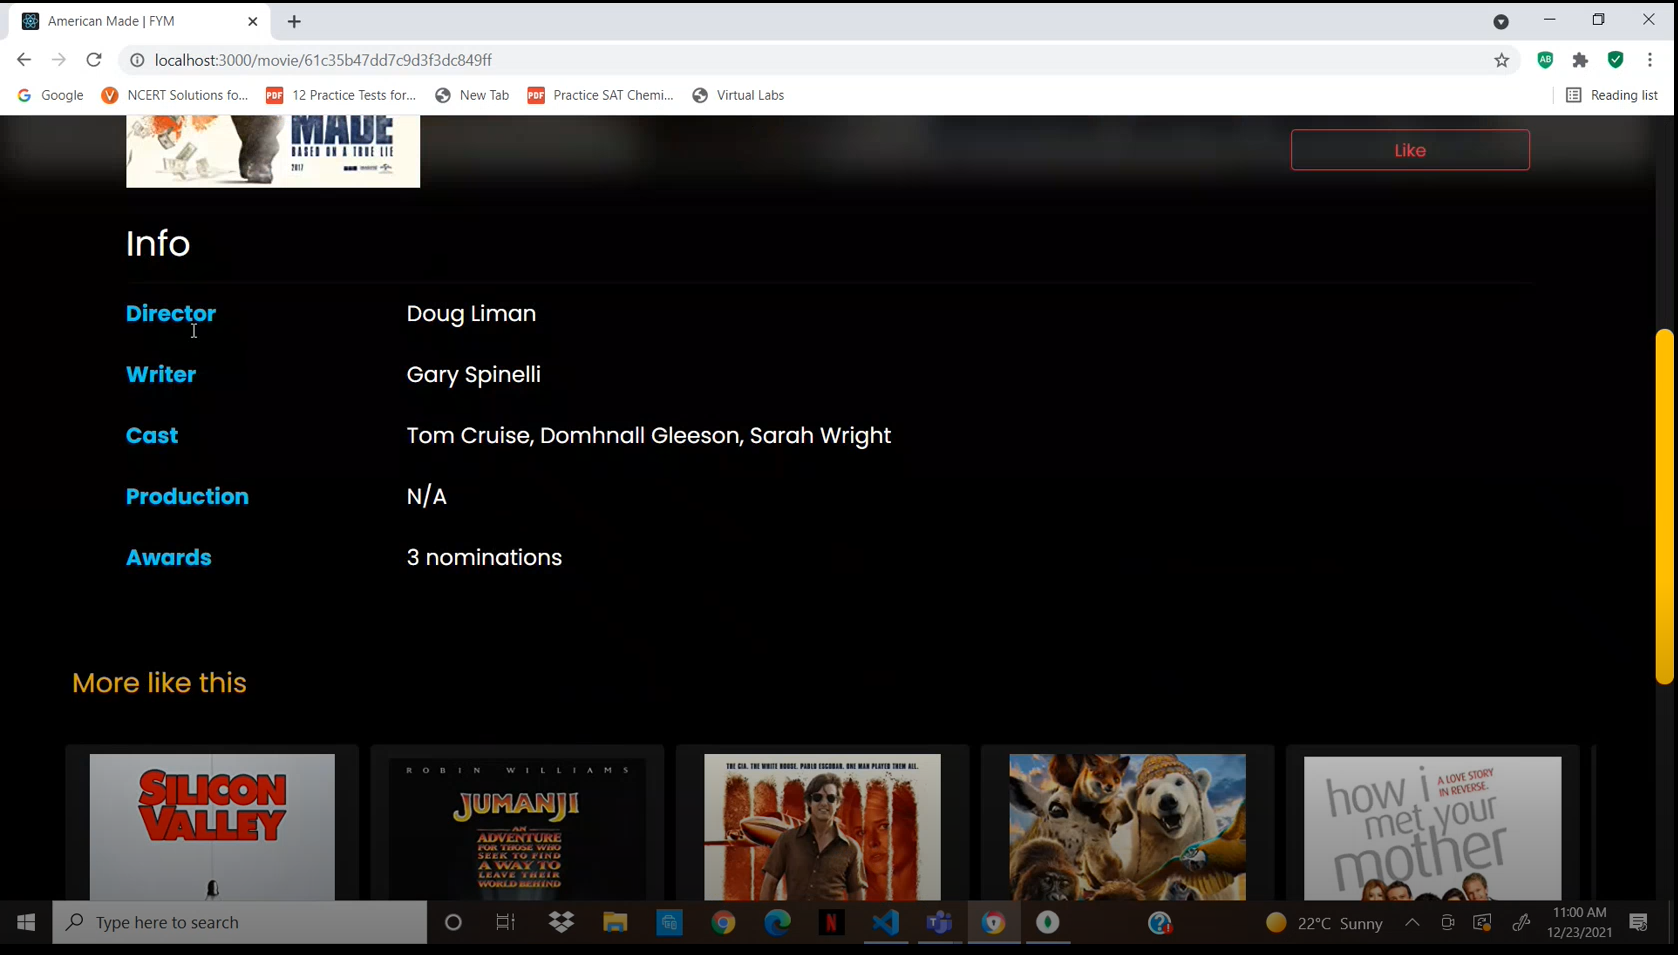 American Made | FYM
localhost:3000/movie/61c35b47dd7c9d3f3dc849ff
AB
Google
NCERT Solutions fo...
PDF 12 Practice Tests for...
New Tab
PDF Practice SAT Chemi...
Virtual Labs
Reading list
MADE
BASED ON A TRUE LIE
2017
Like
Info
Director Doug Liman
Writer Gary Spinelli
Cast Tom Cruise, Domhnall Gleeson, Sarah Wright
Production N/A
Awards 3 nominations
More like this
SILICON
VALLEY
ROBIN WILLIAMS
JUMANJI
AN
ADVENTURE
FOR THOSE WHO
SEEK TO FIND
A WAY TO
LEAVE THEIR
WORLD BEHIND
THE CIA. THE WHITE HOUSE. PABLO ESCOBAR. ONE MAN PLAYED THEM ALL.
how i
met your
mother
A LOVE STORY
IN REVERSE.
Type here to search
22°C Sunny
11:00 AM
12/23/2021